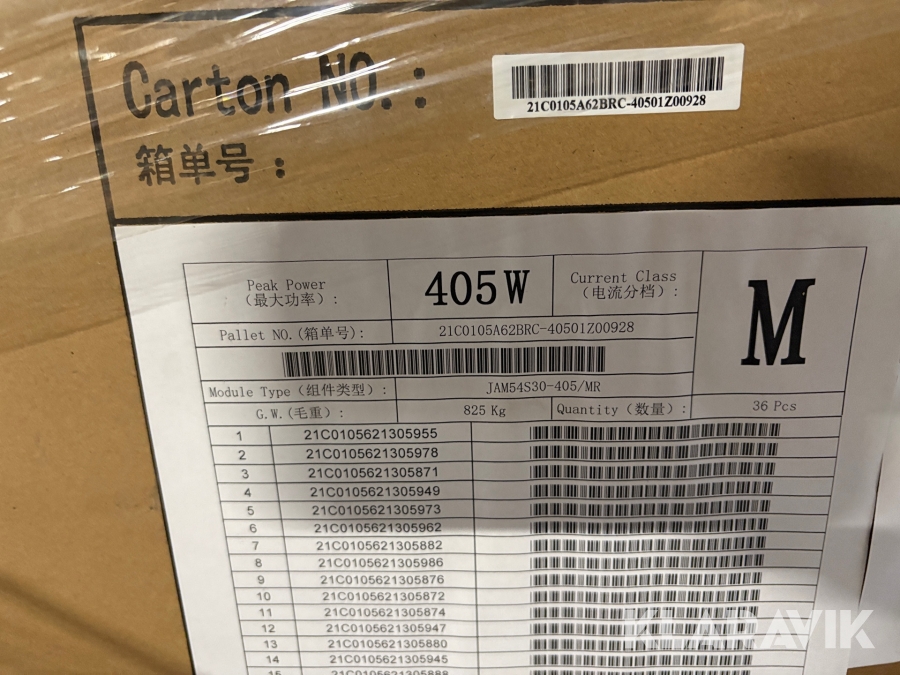 Carton NO.:
21C0105A62BRC-40501Z00928
箱单号：
Peak Power
（最大功率）:
405W
Current Class
（电流分档）:
M
Pallet NO.(箱单号):
21C0105A62BRC-40501Z00928
Module Type（组件类型）:
JAM54S30-405/MR
G.W.(毛重）:
825 Kg
Quantity（数量）:
36 Pcs
1 21C0105621305955
2 21C0105621305978
3 21C0105621305871
4 21C0105621305949
5 21C0105621305973
6 21C0105621305962
7 21C0105621305882
8 21C0105621305986
9 21C0105621305876
10 21C0105621305872
11 21C0105621305874
12 21C0105621305947
13 21C0105621305880
14 21C0105621305945
15 21C0105621305888
KLARAVIK